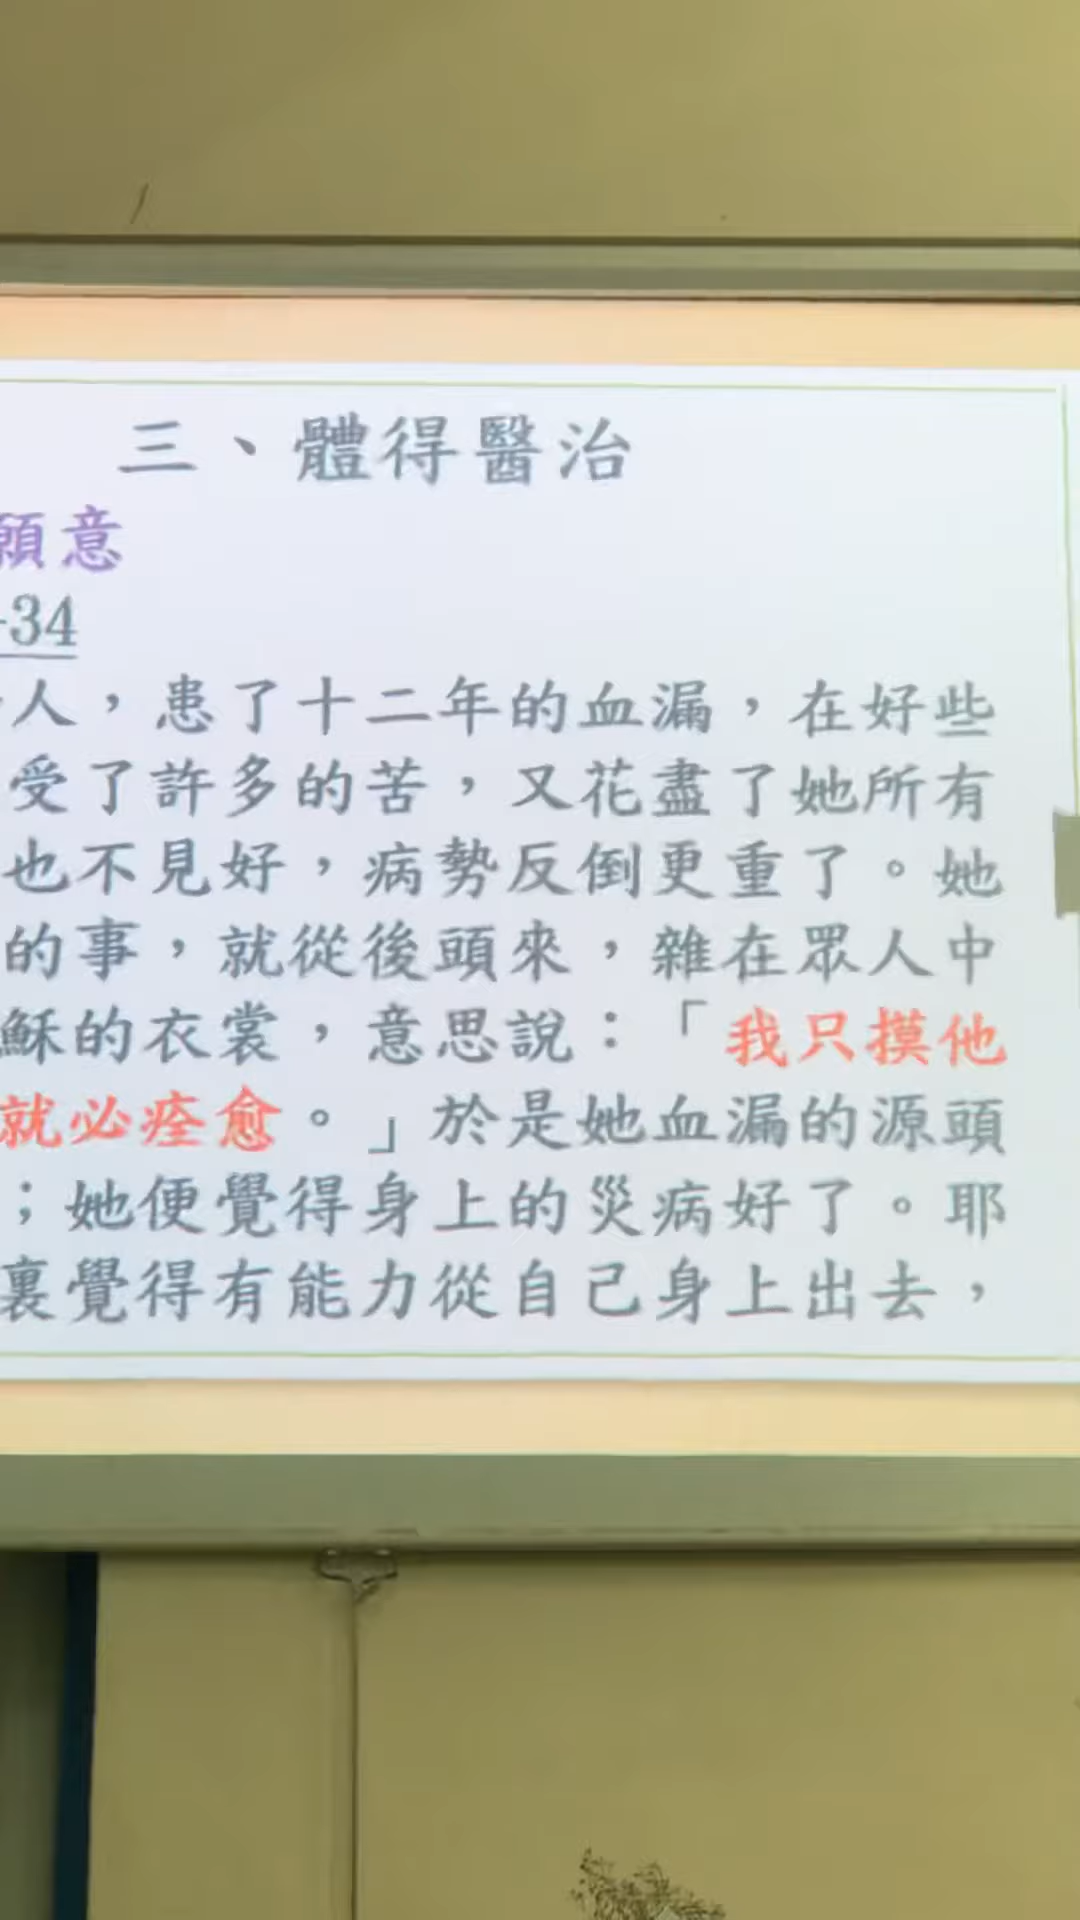 三、體得醫治
願意
-34
人，患了十二年的血漏，在好些
受了許多的苦，又花盡了她所有
也不見好，病勢反倒更重了。她
的事，就從後頭來，雜在眾人中
穌的衣裳，意思說：「我只摸他
就必痊愈。」於是她血漏的源頭
；她便覺得身上的災病好了。耶
裏覺得有能力從自己身上出去，